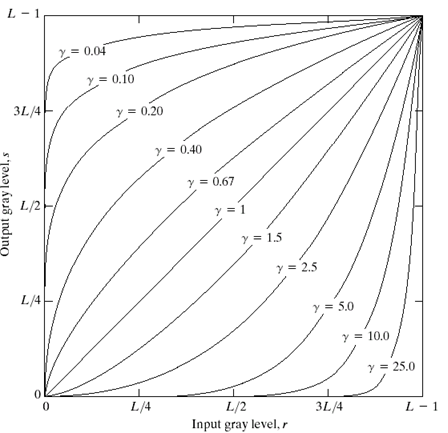 L − 1
γ = 0.04
γ = 0.10
3L/4
γ = 0.20
γ = 0.40
γ = 0.67
L/2
γ = 1
γ = 1.5
γ = 2.5
L/4
γ = 5.0
γ = 10.0
γ = 25.0
0
Output gray level, s
0 L/4 L/2 3L/4 L − 1
Input gray level, r